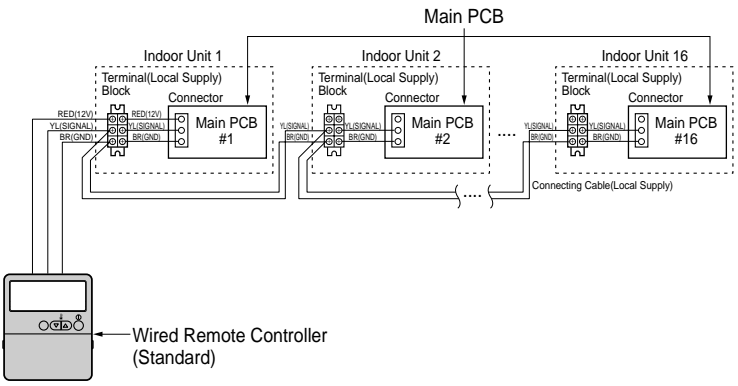 Main PCB
Indoor Unit 1
Indoor Unit 2
Indoor Unit 16
Terminal(Local Supply)
Block
Terminal(Local Supply)
Block
Terminal(Local Supply)
Block
Connector
Connector
Connector
RED(12V)
YL(SIGNAL)
BR(GND)
RED(12V)
YL(SIGNAL)
BR(GND)
Main PCB
#1
YL(SIGNAL)
BR(GND)
YL(SIGNAL)
BR(GND)
Main PCB
#2
....
YL(SIGNAL)
BR(GND)
YL(SIGNAL)
BR(GND)
Main PCB
#16
Connecting Cable(Local Supply)
....
Wired Remote Controller
(Standard)